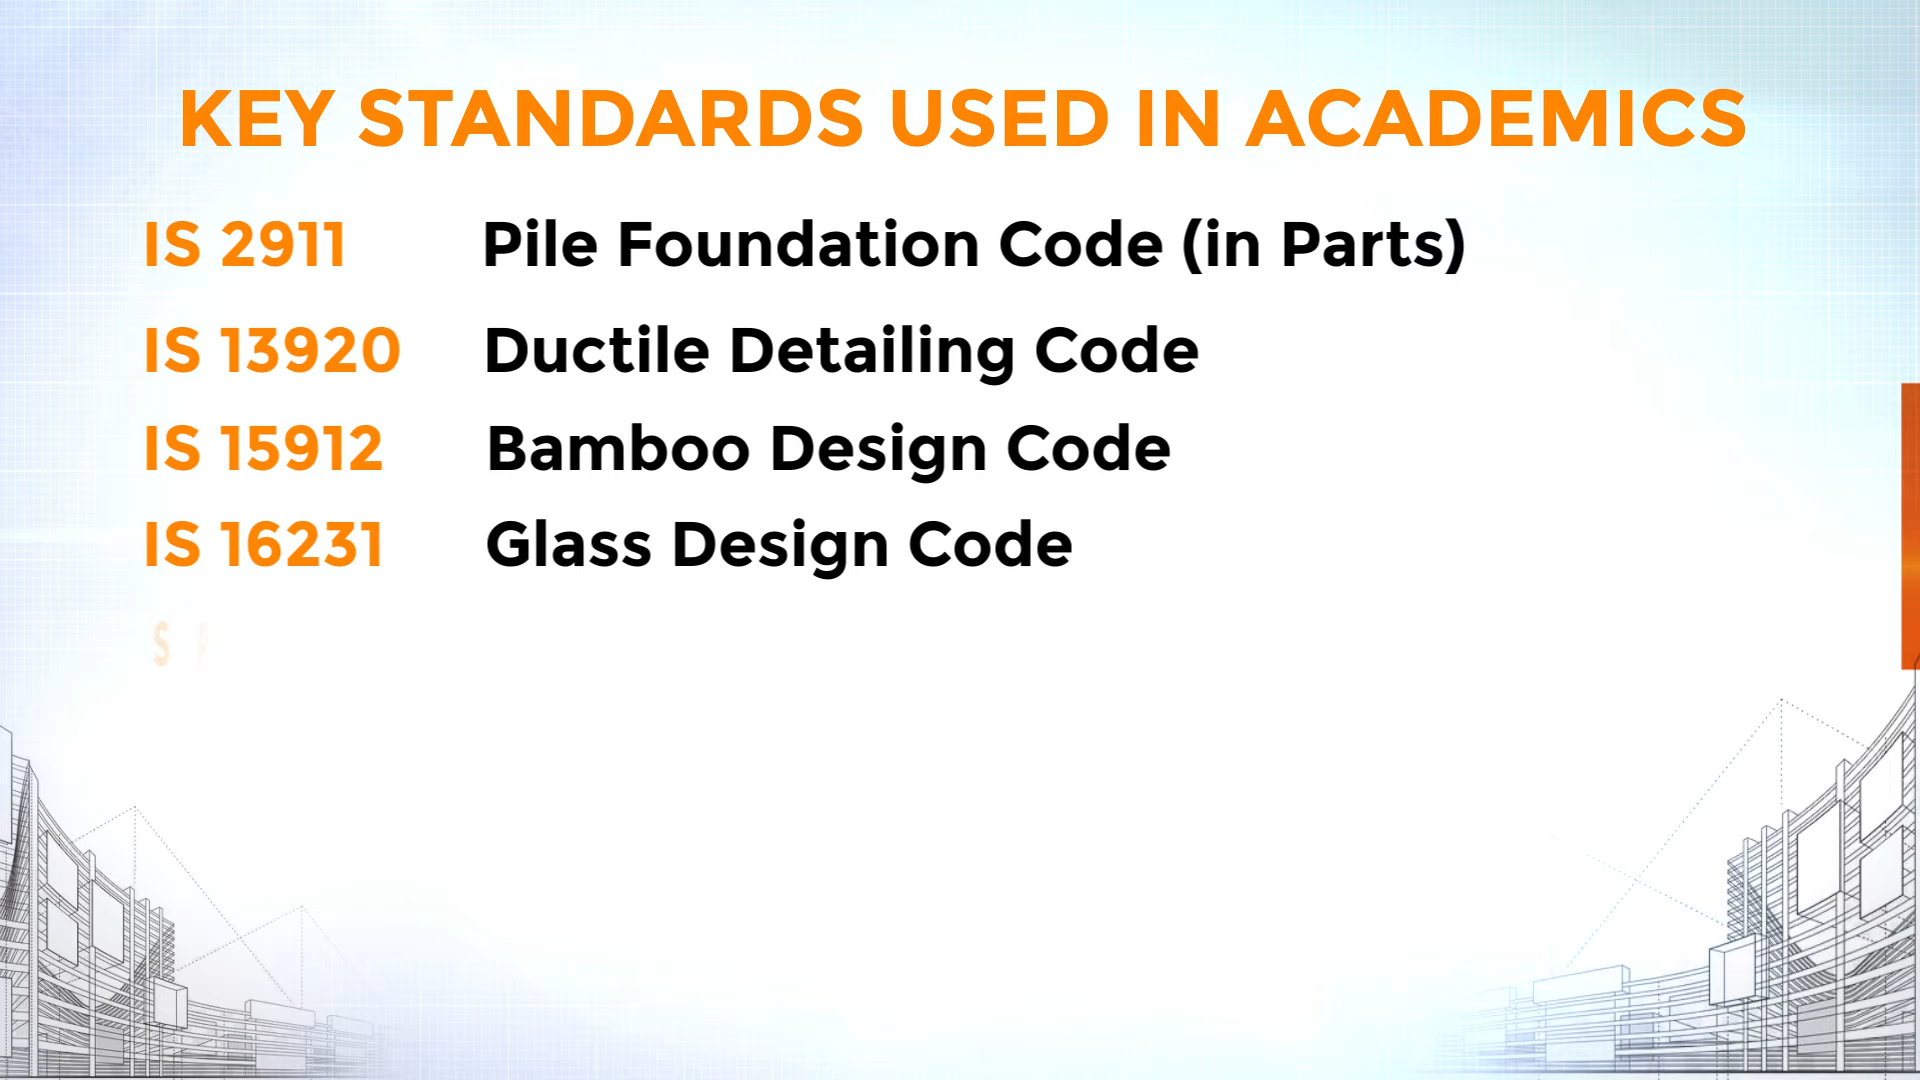 KEY STANDARDS USED IN ACADEMICS
IS 2911 Pile Foundation Code (in Parts)
IS 13920 Ductile Detailing Code
IS 15912 Bamboo Design Code
IS 16231 Glass Design Code